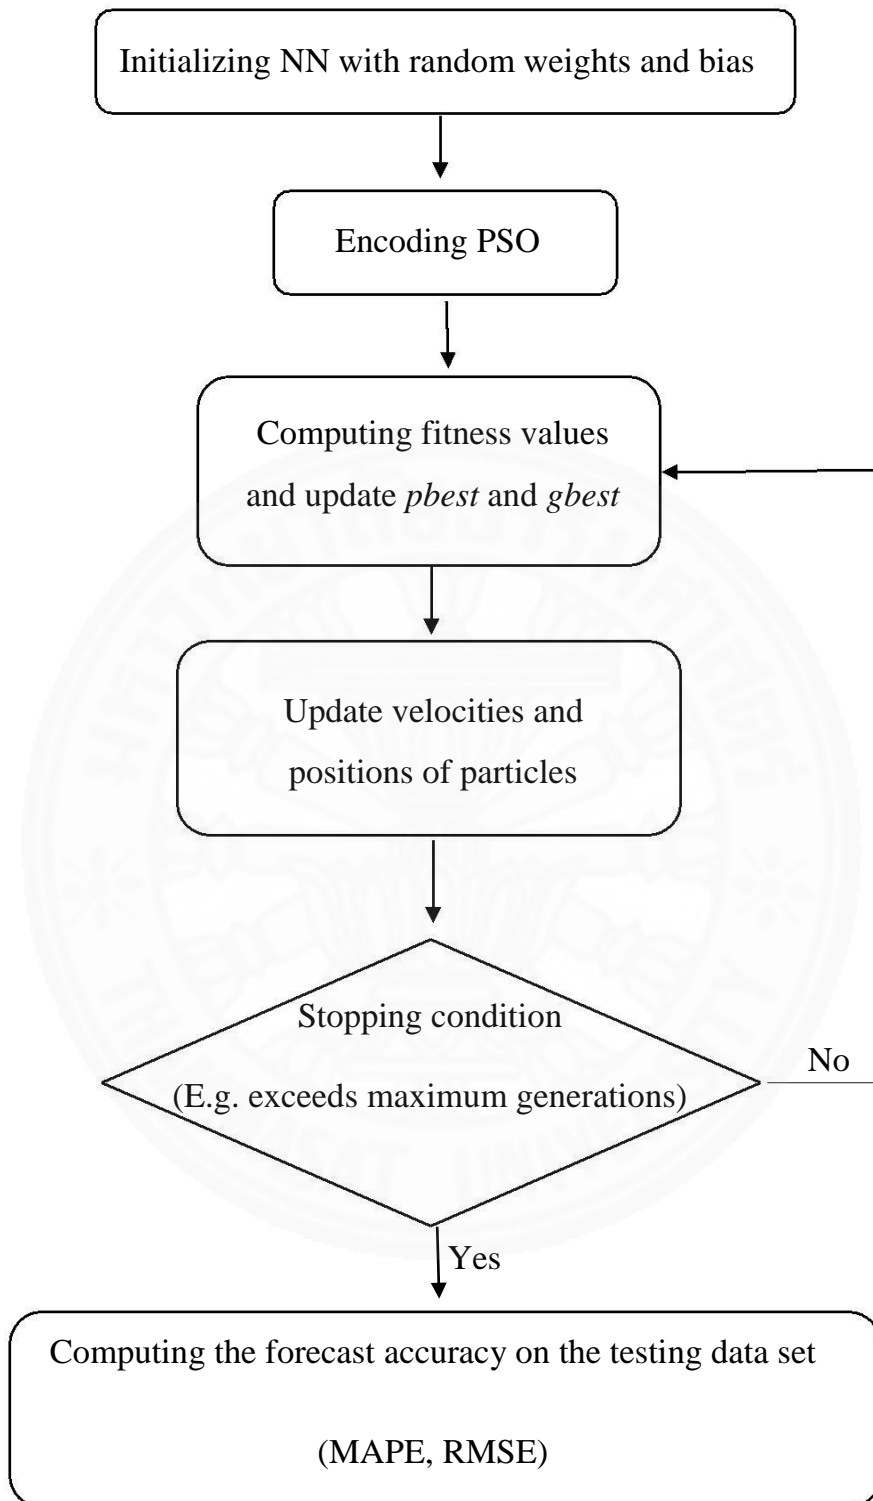 Initializing NN with random weights and bias
Encoding PSO
Computing fitness values
and update pbest and gbest
Update velocities and
positions of particles
Stopping condition
No
(E.g. exceeds maximum generations)
Yes
Computing the forecast accuracy on the testing data set
(MAPE, RMSE)